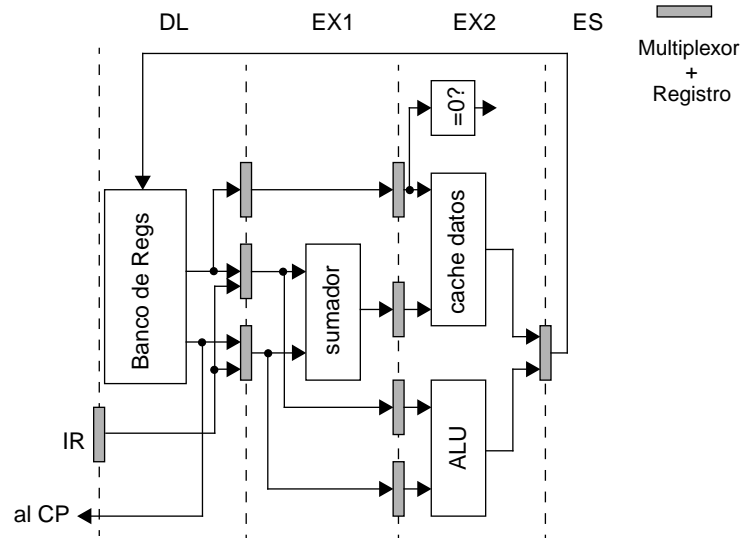 DL
EX1
EX2
ES
Multiplexor
+
Registro
=0?
Banco de Regs
sumador
cache datos
ALU
IR
al CP